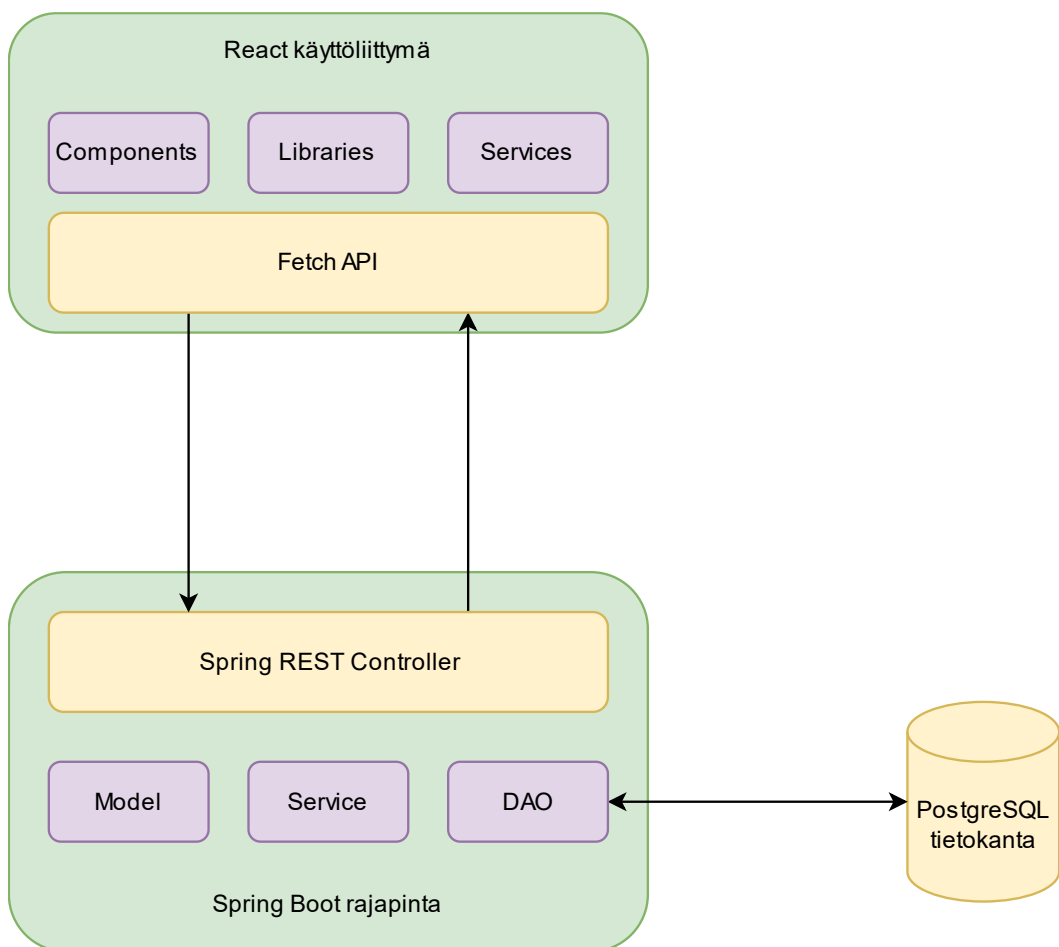 React käyttöliittymä
Components
Libraries
Services
Fetch API
Spring REST Controller
Model
Service
DAO
PostgreSQL
tietokanta
Spring Boot rajapinta